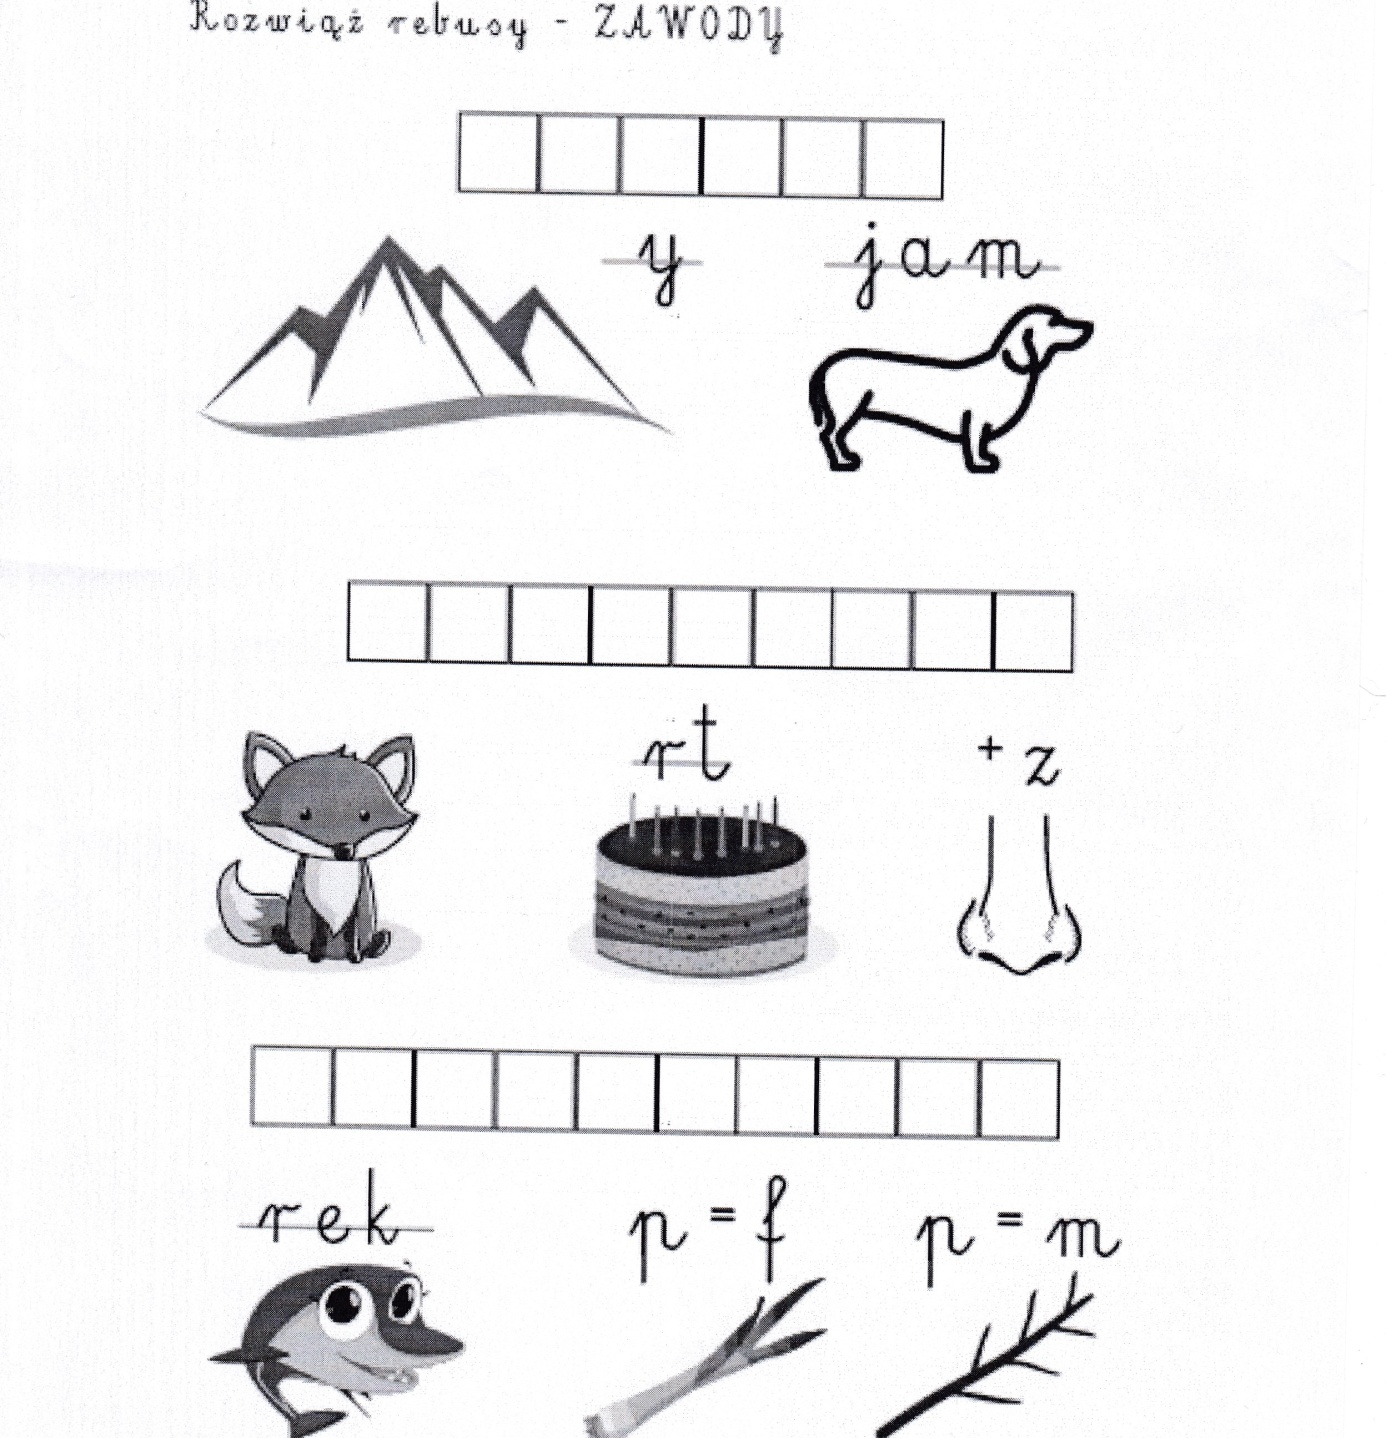 Rozwiąż rebusy - ZAWODY
y jam
rt + z
rek p = f p = m